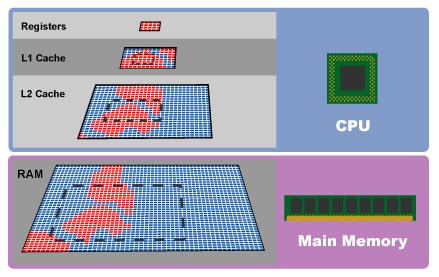 Registers
L1 Cache
L2 Cache
CPU
RAM
Main Memory